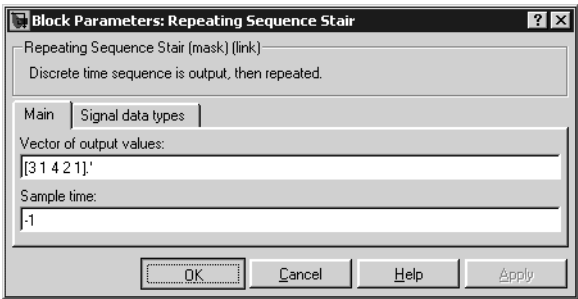 Block Parameters: Repeating Sequence Stair
Repeating Sequence Stair (mask) (link)
Discrete time sequence is output, then repeated.
Main Signal data types
Vector of output values:
[3 1 4 2 1].'
Sample time:
-1
OK Cancel Help Apply